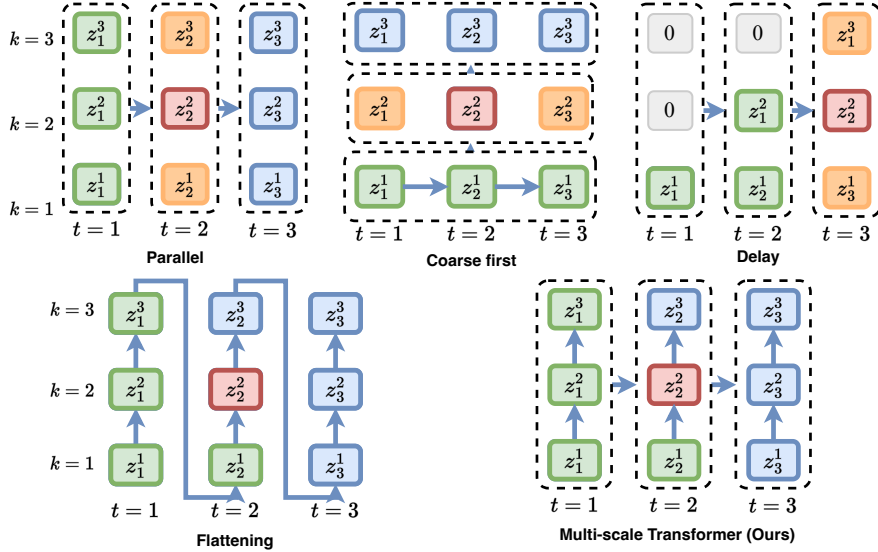 k = 3 z_1^3 z_2^3 z_3^3
k = 2 z_1^2 z_2^2 z_3^2
k = 1 z_1^1 z_2^1 z_3^1
t = 1 t = 2 t = 3
Parallel
z_1^3 z_2^3 z_3^3
z_1^2 z_2^2 z_3^2
z_1^1 z_2^1 z_3^1
t = 1 t = 2 t = 3
Coarse first
0 0 z_1^3
0 z_1^2 z_2^2
z_1^1 z_2^1 z_3^1
t = 1 t = 2 t = 3
Delay
k = 3 z_1^3 z_2^3 z_3^3
k = 2 z_1^2 z_2^2 z_3^2
k = 1 z_1^1 z_2^1 z_3^1
t = 1 t = 2 t = 3
Flattening
z_1^3 z_2^3 z_3^3
z_1^2 z_2^2 z_3^2
z_1^1 z_2^1 z_3^1
t = 1 t = 2 t = 3
Multi-scale Transformer (Ours)